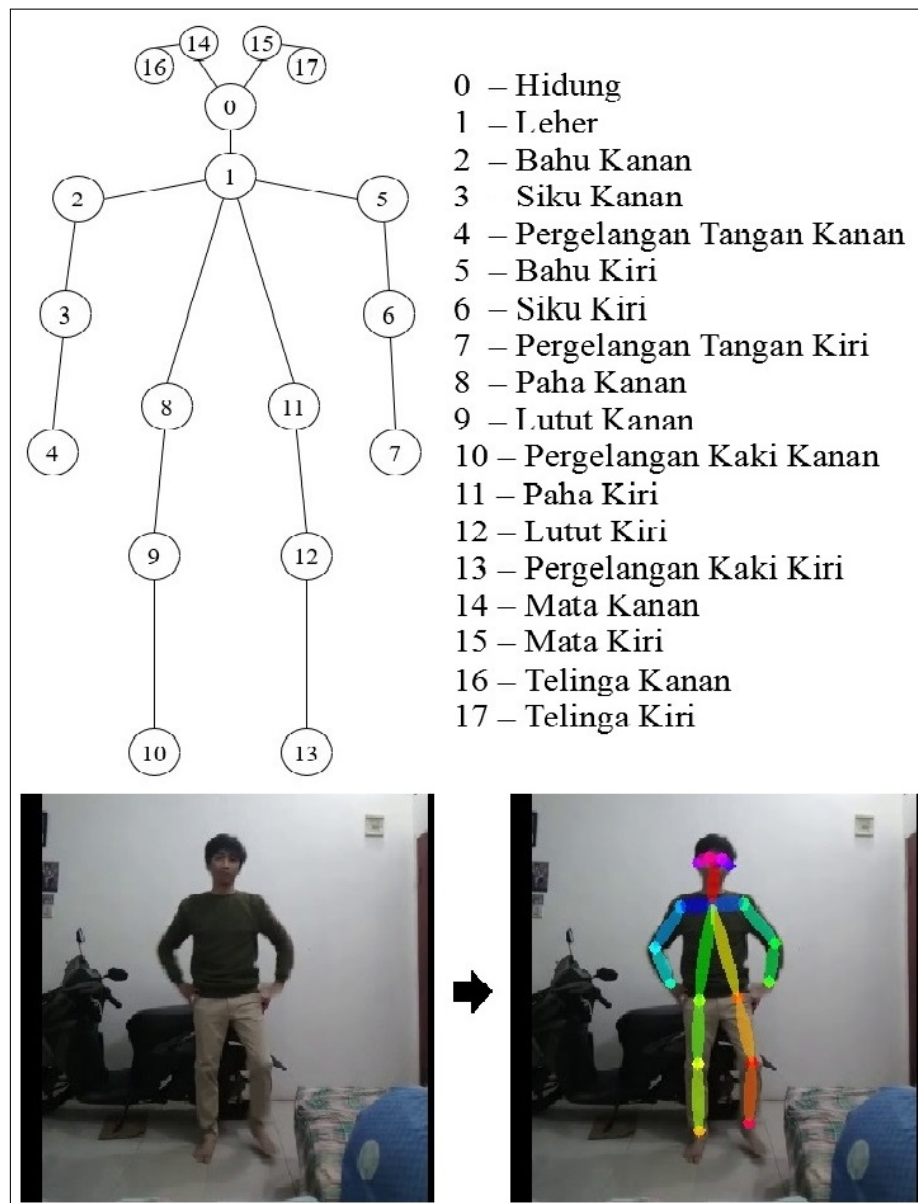 14
15
16
17
0
1
2
5
3
6
8
11
4
7
9
12
10
13
0 – Hidung
1 – Leher
2 – Bahu Kanan
3 Siku Kanan
4 – Pergelangan Tangan Kanan
5 – Bahu Kiri
6 – Siku Kiri
7 – Pergelangan Tangan Kiri
8 – Paha Kanan
9 – Lutut Kanan
10 – Pergelangan Kaki Kanan
11 – Paha Kiri
12 – Lutut Kiri
13 – Pergelangan Kaki Kiri
14 – Mata Kanan
15 – Mata Kiri
16 – Telinga Kanan
17 – Telinga Kiri